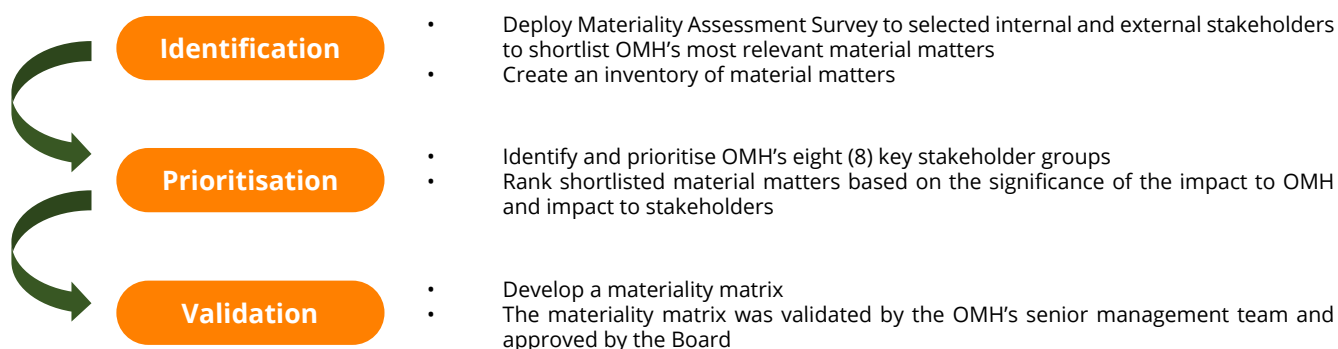 Identification
• Deploy Materiality Assessment Survey to selected internal and external stakeholders
to shortlist OMH’s most relevant material matters
• Create an inventory of material matters
Prioritisation
• Identify and prioritise OMH’s eight (8) key stakeholder groups
• Rank shortlisted material matters based on the significance of the impact to OMH
and impact to stakeholders
Validation
• Develop a materiality matrix
• The materiality matrix was validated by the OMH’s senior management team and
approved by the Board